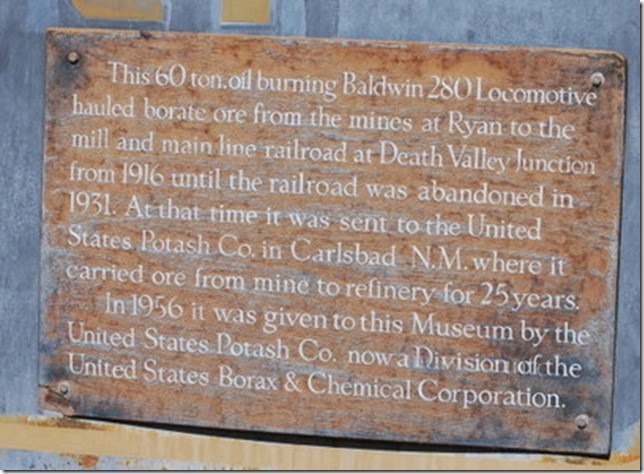 This 60 ton oil burning Baldwin 280 Locomotive
hauled borate ore from the mines at Ryan to the
mill and main line railroad at Death Valley Junction
from 1916 until the railroad was abandoned in
1931. At that time it was sent to the United
States Potash Co. in Carlsbad N.M. where it
carried ore from mine to refinery for 25 years.
In 1956 it was given to this Museum by the
United States Potash Co. now a Division of the
United States Borax & Chemical Corporation.